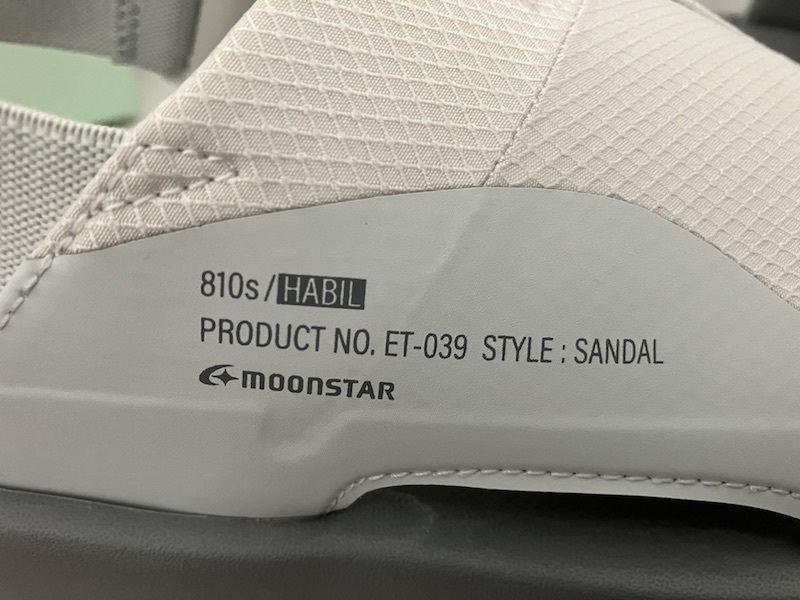 810s/HABIL
PRODUCT NO. ET-039 STYLE : SANDAL
MOONSTAR